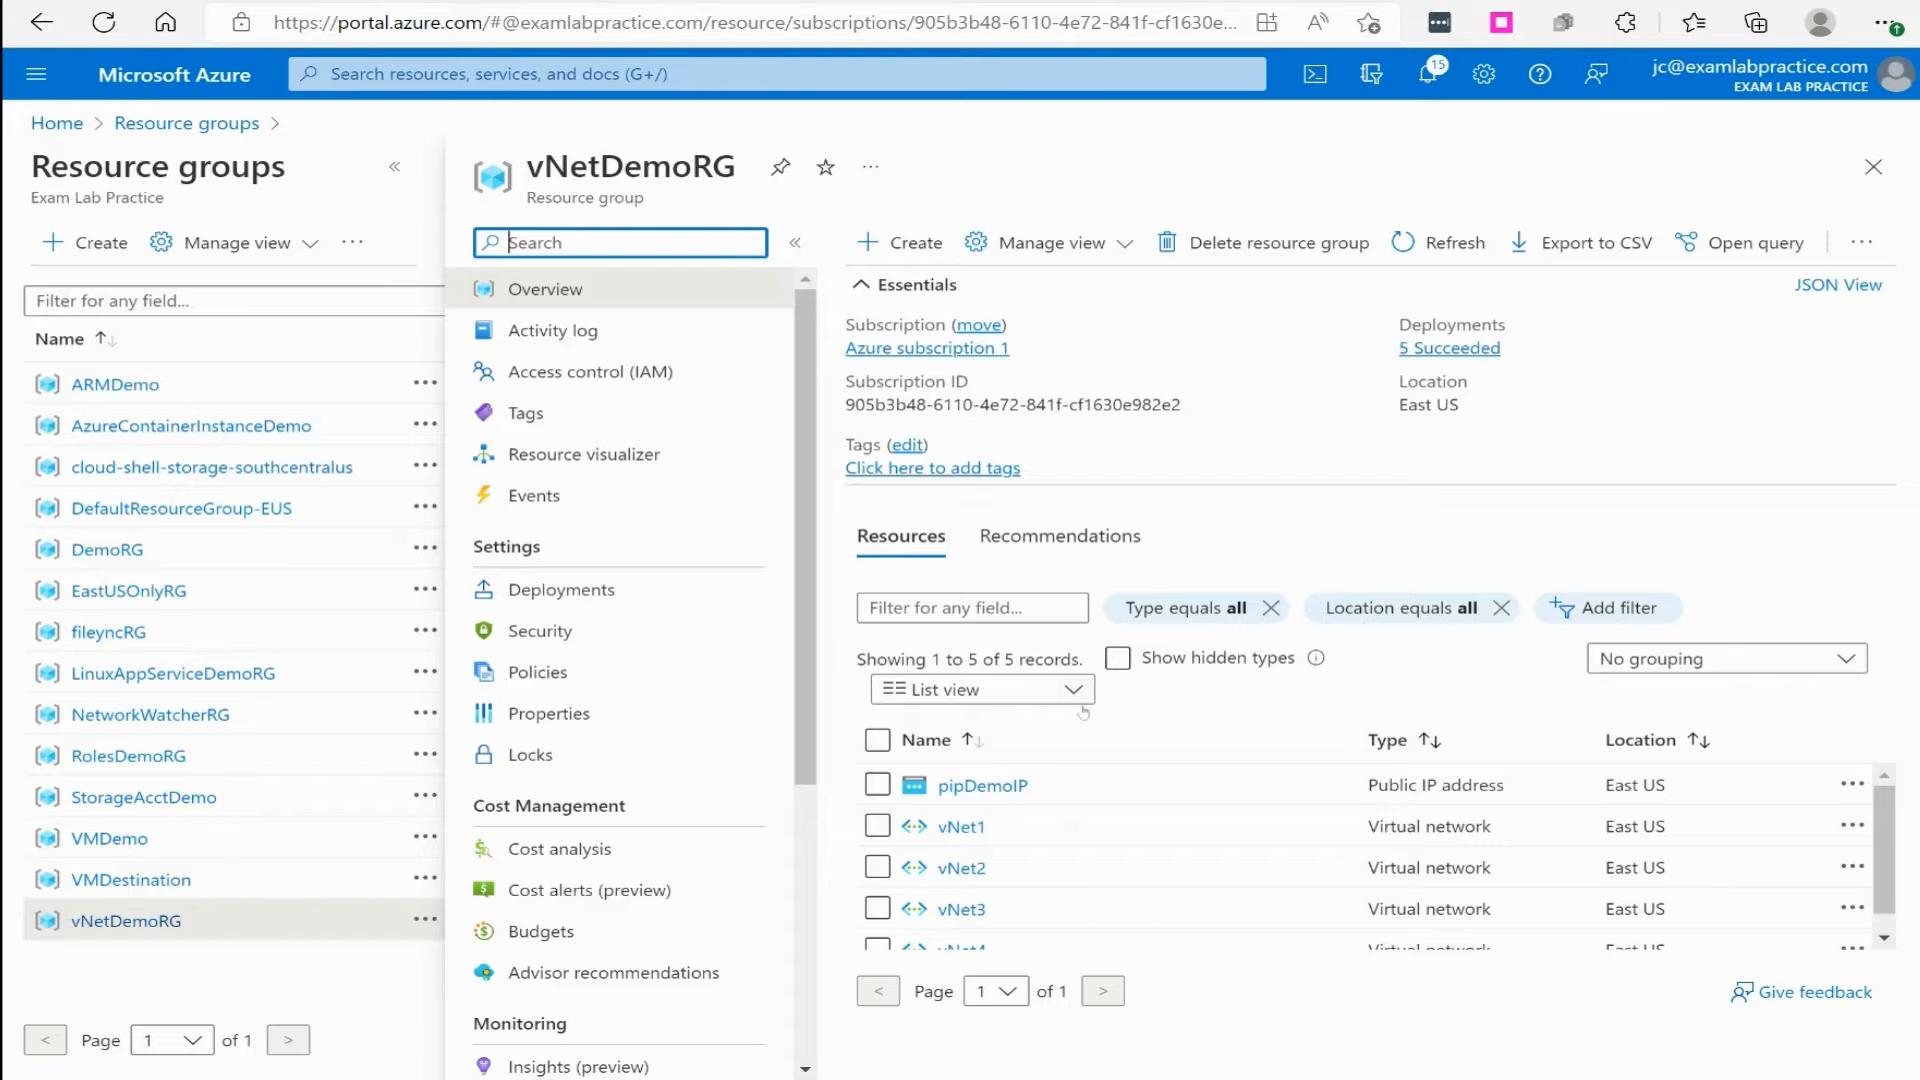 https://portal.azure.com/#@examlabpractice.com/resource/subscriptions/905b3b48-6110-4e72-841f-cf1630e...
Microsoft Azure
Search resources, services, and docs (G+/)
15
jc@examlabpractice.com
EXAM LAB PRACTICE
Home > Resource groups >
Resource groups
Exam Lab Practice
Create
Manage view
Filter for any field...
Name
ARMDemo
AzureContainerInstanceDemo
cloud-shell-storage-southcentralus
DefaultResourceGroup-EUS
DemoRG
EastUSOnlyRG
fileyncRG
LinuxAppServiceDemoRG
NetworkWatcherRG
RolesDemoRG
StorageAcctDemo
VMDemo
VMDestination
vNetDemoRG
< Page 1 of 1 >
vNetDemoRG
Resource group
Search
Overview
Activity log
Access control (IAM)
Tags
Resource visualizer
Events
Settings
Deployments
Security
Policies
Properties
Locks
Cost Management
Cost analysis
Cost alerts (preview)
Budgets
Advisor recommendations
Monitoring
Insights (preview)
Create
Manage view
Delete resource group
Refresh
Export to CSV
Open query
Essentials
JSON View
Subscription (move)
Azure subscription 1
Subscription ID
905b3b48-6110-4e72-841f-cf1630e982e2
Deployments
5 Succeeded
Location
East US
Tags (edit)
Click here to add tags
Resources
Recommendations
Filter for any field...
Type equals all
Location equals all
Add filter
Showing 1 to 5 of 5 records.
Show hidden types
No grouping
List view
Name Type Location
pipDemoIP Public IP address East US
vNet1 Virtual network East US
vNet2 Virtual network East US
vNet3 Virtual network East US
vNet4 Virtual network East US
< Page 1 of 1 >
Give feedback